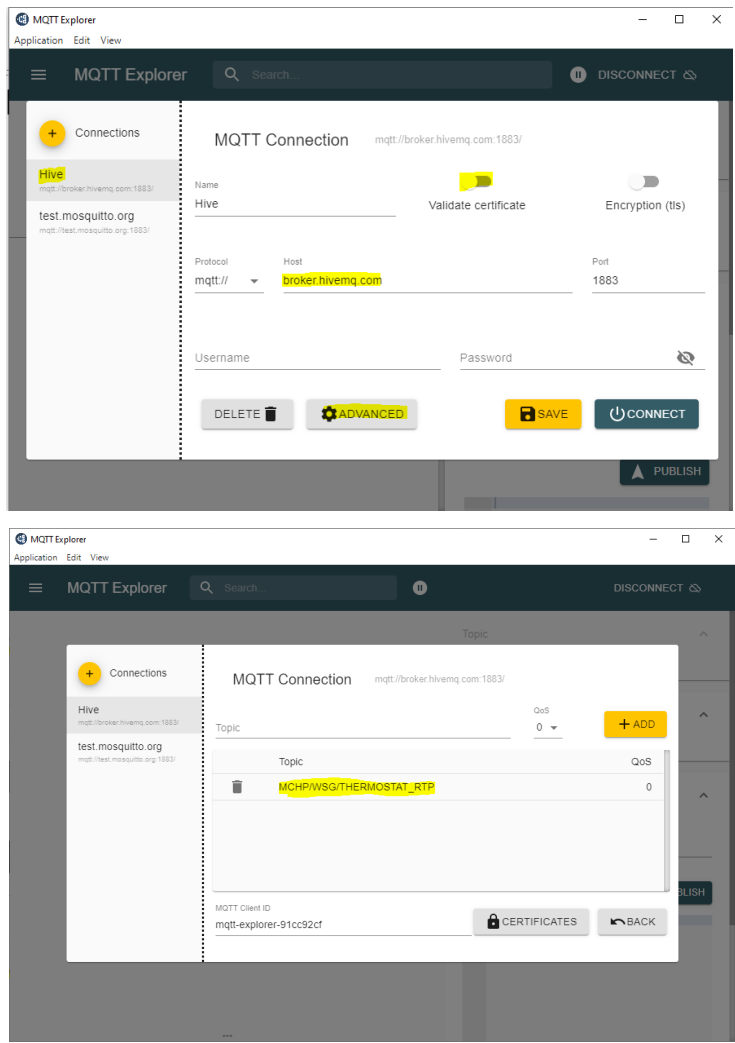 MQTT Explorer
Application Edit View
MQTT Explorer
Search...
DISCONNECT
Connections
Hive
mqtt://broker.hivemq.com:1883/
test.mosquitto.org
mqtt://test.mosquitto.org:1883/
MQTT Connection mqtt://broker.hivemq.com:1883/
Name
Hive
Validate certificate
Encryption (tls)
Protocol Host Port
mqtt:// broker.hivemq.com 1883
Username Password
DELETE ADVANCED SAVE CONNECT
PUBLISH
MQTT Explorer
Application Edit View
MQTT Explorer
Search...
DISCONNECT
Topic
Connections
Hive
mqtt://broker.hivemq.com:1883/
test.mosquitto.org
mqtt://test.mosquitto.org:1883/
MQTT Connection mqtt://broker.hivemq.com:1883/
QoS
Topic 0 + ADD
Topic QoS
MCHP/WSG/THERMOSTAT_RTP 0
BLISH
MQTT Client ID
mqtt-explorer-91cc92cf
CERTIFICATES BACK
...